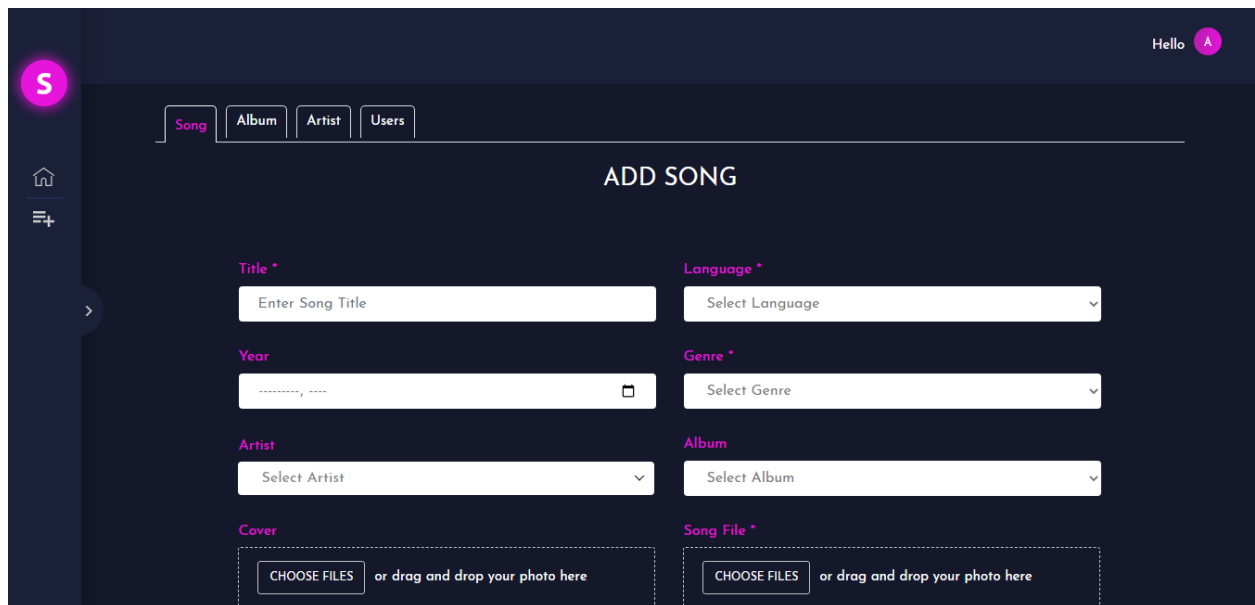 Hello A
S
Song Album Artist Users
ADD SONG
Title * Language *
Enter Song Title Select Language
Year Genre *
---------, ---- Select Genre
Artist Album
Select Artist Select Album
Cover Song File *
CHOOSE FILES or drag and drop your photo here CHOOSE FILES or drag and drop your photo here